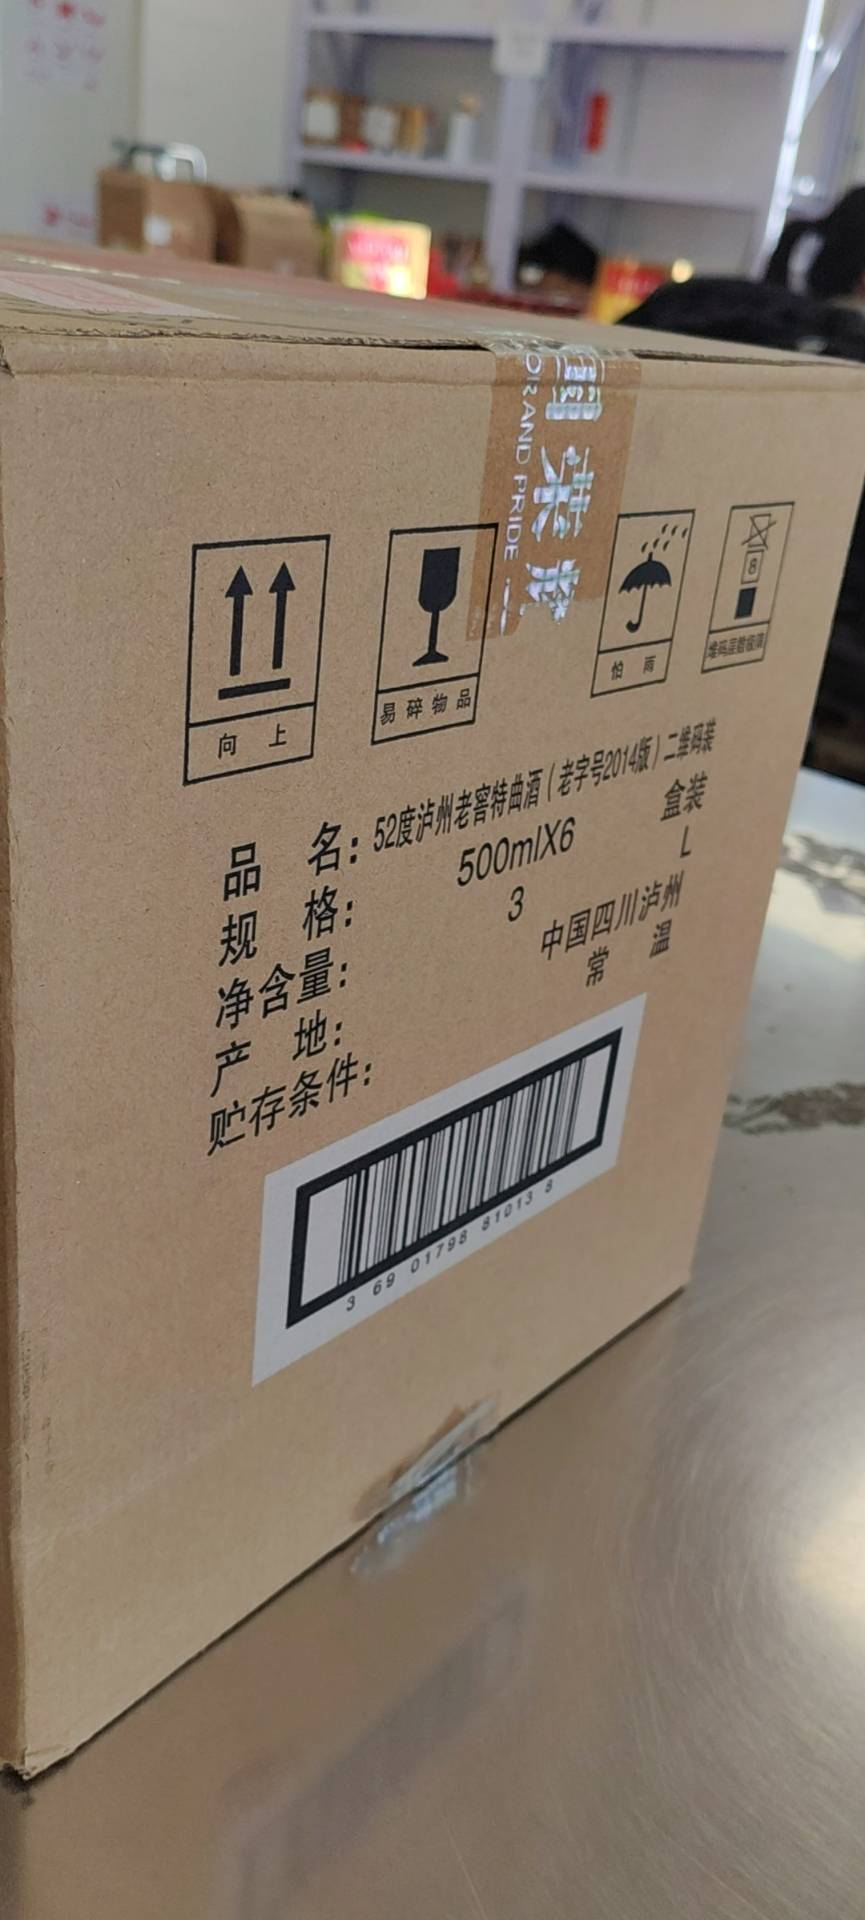 国荣耀
GRAND PRIDE
向上
易碎物品
怕雨
8
堆码层数极限
品名：52度泸州老窖特曲酒（老字号2014版）二维码装
规格：500mlX6 盒装
净含量：3 L
产地：中国四川泸州
贮存条件：常温
3 69 01798 81013 8